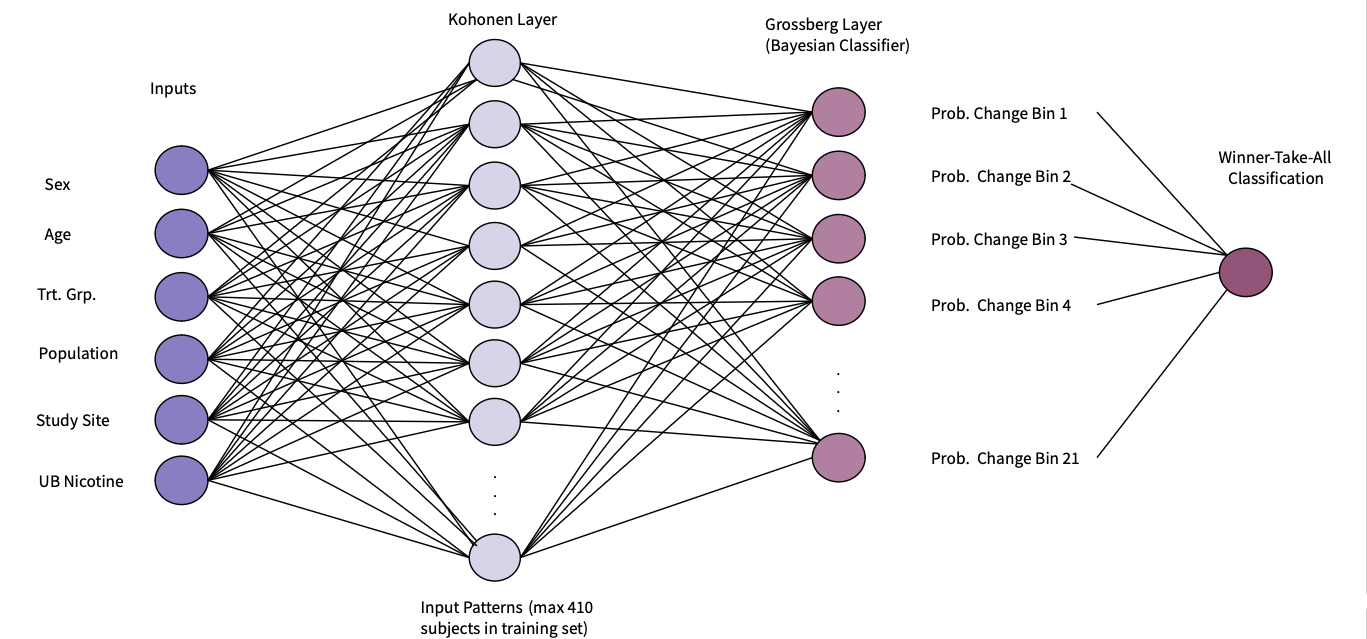 Kohonen Layer
Grossberg Layer
(Bayesian Classifier)
Inputs
Sex
Age
Trt. Grp.
Population
Study Site
UB Nicotine
Prob. Change Bin 1
Prob.  Change Bin 2
Prob. Change Bin 3
Prob.  Change Bin 4
Prob.  Change Bin 21
Winner-Take-All
Classification
Input Patterns (max 410
subjects in training set)